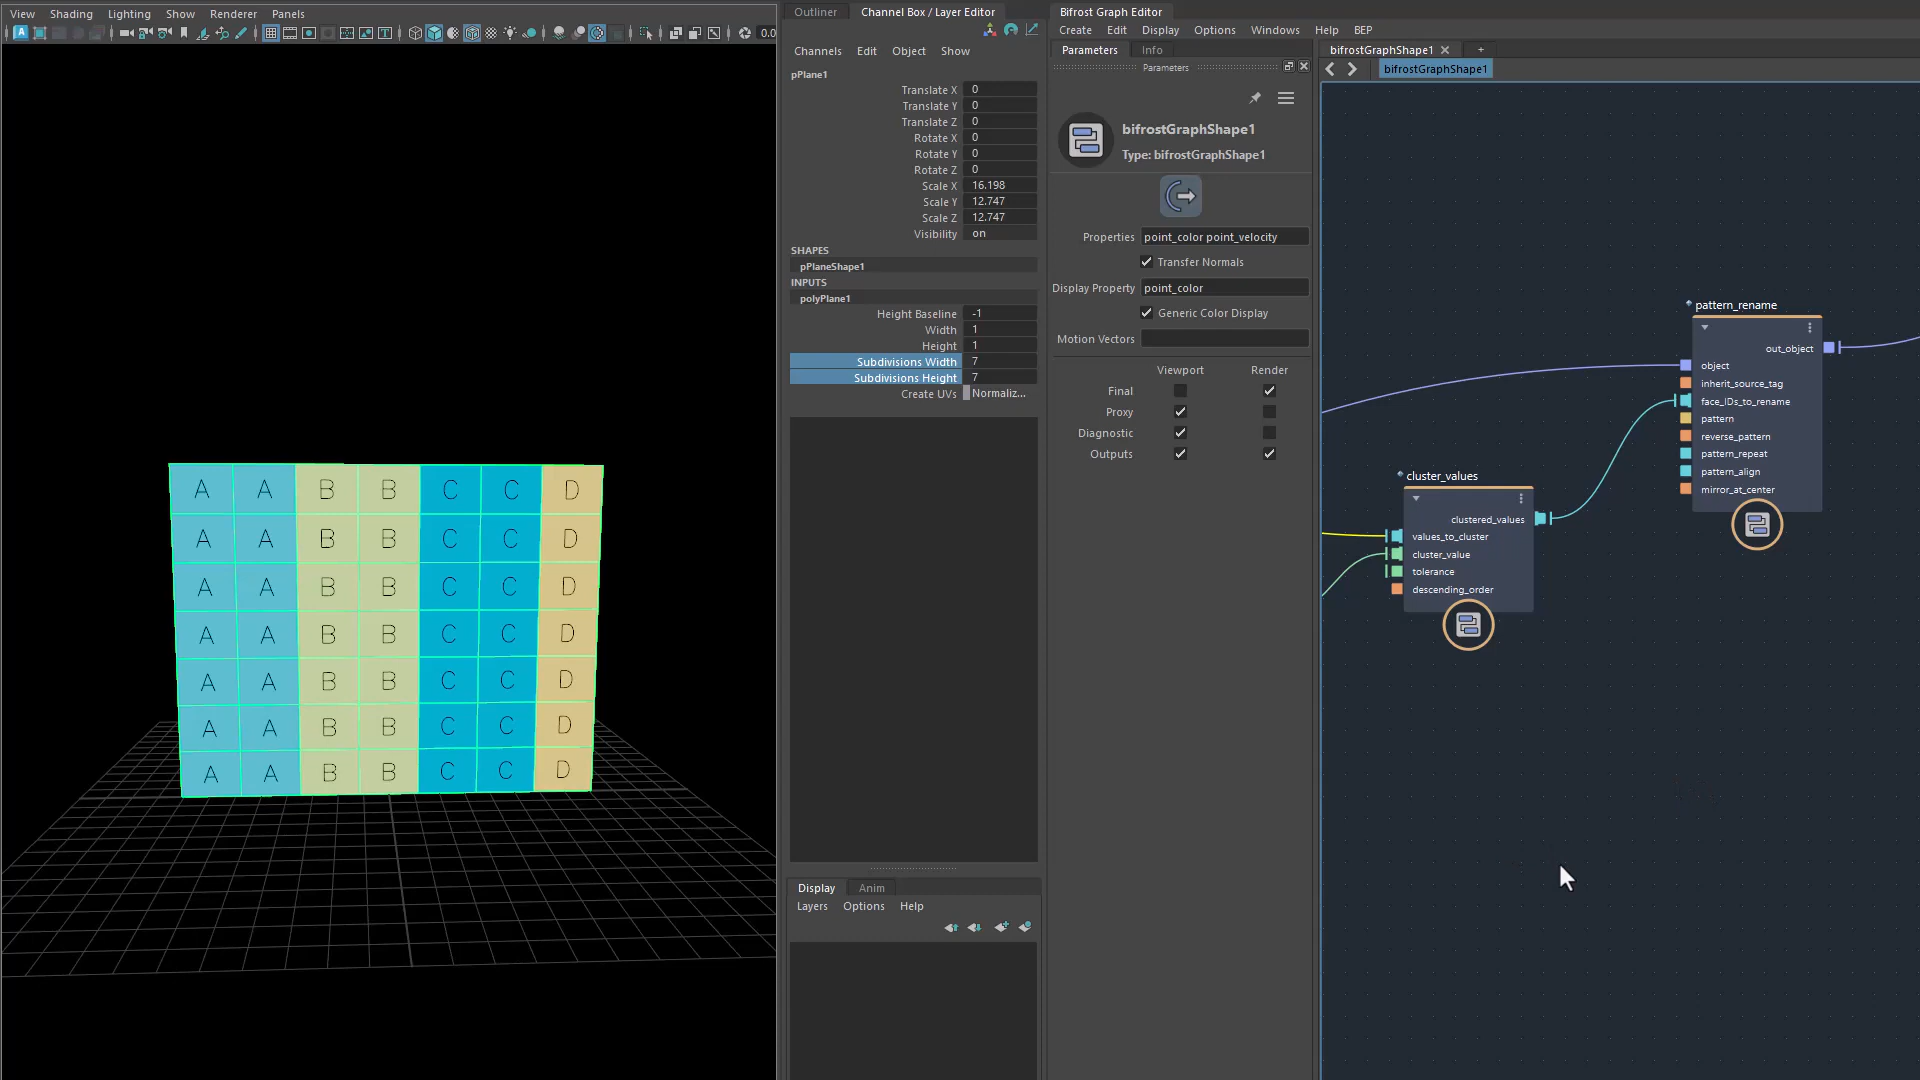 View Shading Lighting Show Renderer Panels
0.0
A A B B C C D
A A B B C C D
A A B B C C D
A A B B C C D
A A B B C C D
A A B B C C D
A A B B C C D
Outliner Channel Box / Layer Editor
Channels Edit Object Show
pPlane1
Translate X 0
Translate Y 0
Translate Z 0
Rotate X 0
Rotate Y 0
Rotate Z 0
Scale X 16.198
Scale Y 12.747
Scale Z 12.747
Visibility on
SHAPES
pPlaneShape1
INPUTS
polyPlane1
Height Baseline -1
Width 1
Height 1
Subdivisions Width 7
Subdivisions Height 7
Create UVs Normaliz...
Display Anim
Layers Options Help
Bifrost Graph Editor
Create Edit Display Options Windows Help BEP
Parameters Info
Parameters
bifrostGraphShape1
Type: bifrostGraphShape1
Properties point_color point_velocity
Transfer Normals
Display Property point_color
Generic Color Display
Motion Vectors
Viewport Render
Final
Proxy
Diagnostic
Outputs
bifrostGraphShape1 +
bifrostGraphShape1
pattern_rename
out_object
object
inherit_source_tag
face_IDs_to_rename
pattern
reverse_pattern
pattern_repeat
pattern_align
mirror_at_center
cluster_values
clustered_values
values_to_cluster
cluster_value
tolerance
descending_order